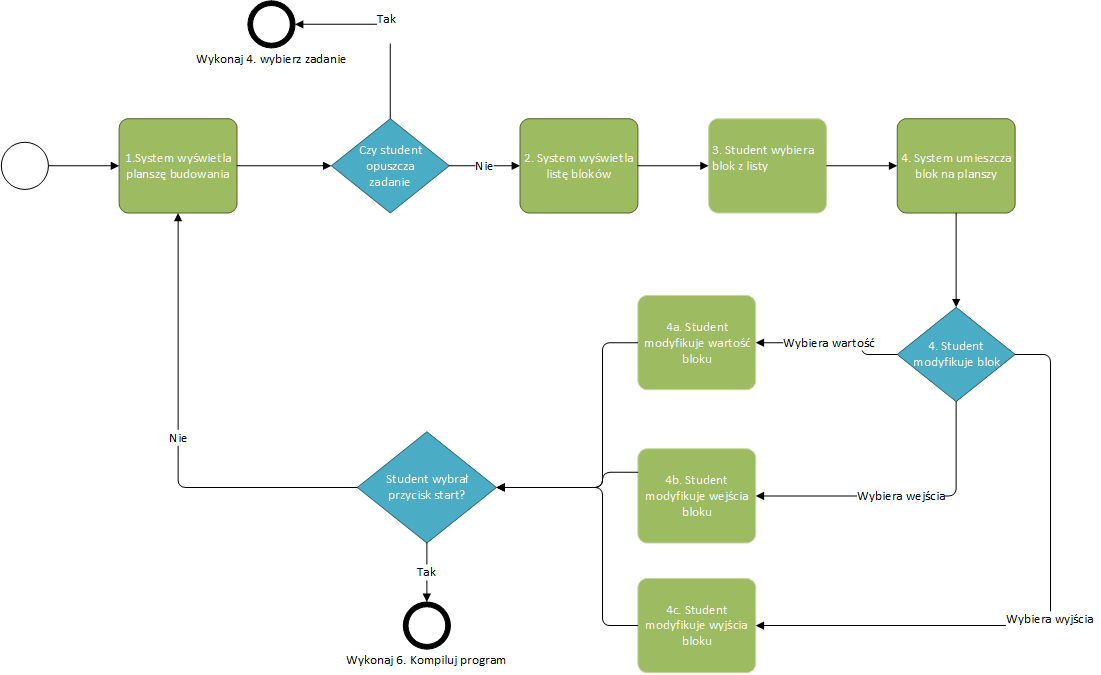 Tak
Wykonaj 4. wybierz zadanie
1.System wyświetla
planszę budowania
Czy student
opuszcza
zadanie
Nie
2. System wyświetla
listę bloków
3. Student wybiera
blok z listy
4. System umieszcza
blok na planszy
4a. Student
modyfikuje wartość
bloku
Wybiera wartość
4. Student
modyfikuje blok
Nie
Student wybrał
przycisk start?
4b. Student
modyfikuje wejścia
bloku
Wybiera wejścia
Tak
4c. Student
modyfikuje wyjścia
bloku
Wybiera wyjścia
Wykonaj 6. Kompiluj program